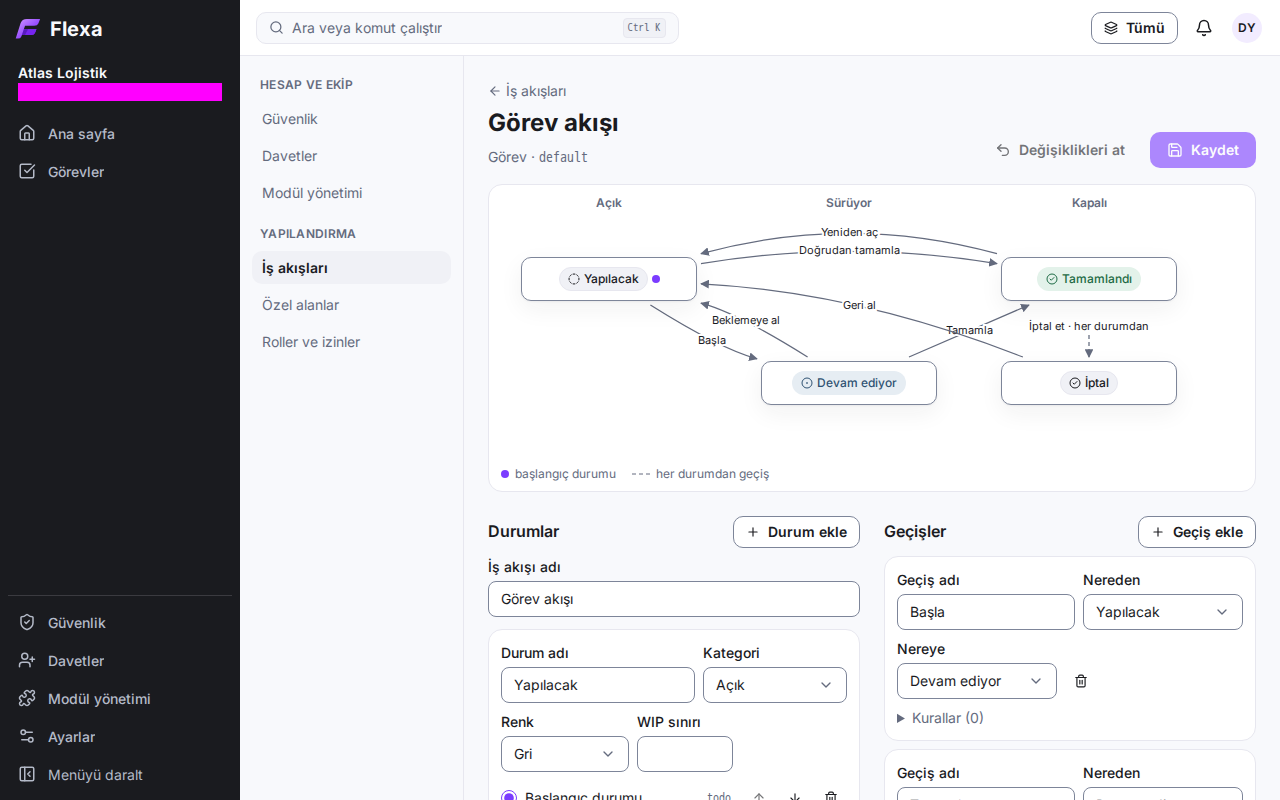 Flexa
Ara veya komut çalıştır
Ctrl K
Tümü
DY
Atlas Lojistik
Ana sayfa
Görevler
Güvenlik
Davetler
Modül yönetimi
Ayarlar
Menüyü daralt
HESAP VE EKİP
Güvenlik
Davetler
Modül yönetimi
YAPILANDIRMA
İş akışları
Özel alanlar
Roller ve izinler
İş akışları
Görev akışı
Görev · default
Değişiklikleri at
Kaydet
Açık
Sürüyor
Kapalı
Yeniden aç
Doğrudan tamamla
Yapılacak
Tamamlandı
Geri al
Beklemeye al
Başla
Tamamla
İptal et · her durumdan
Devam ediyor
İptal
başlangıç durumu
her durumdan geçiş
Durumlar
Durum ekle
İş akışı adı
Görev akışı
Durum adı
Kategori
Yapılacak
Açık
Renk
WIP sınırı
Gri
Başlangıç durumu
todo
Geçişler
Geçiş ekle
Geçiş adı
Nereden
Başla
Yapılacak
Nereye
Devam ediyor
Kurallar (0)
Geçiş adı
Nereden